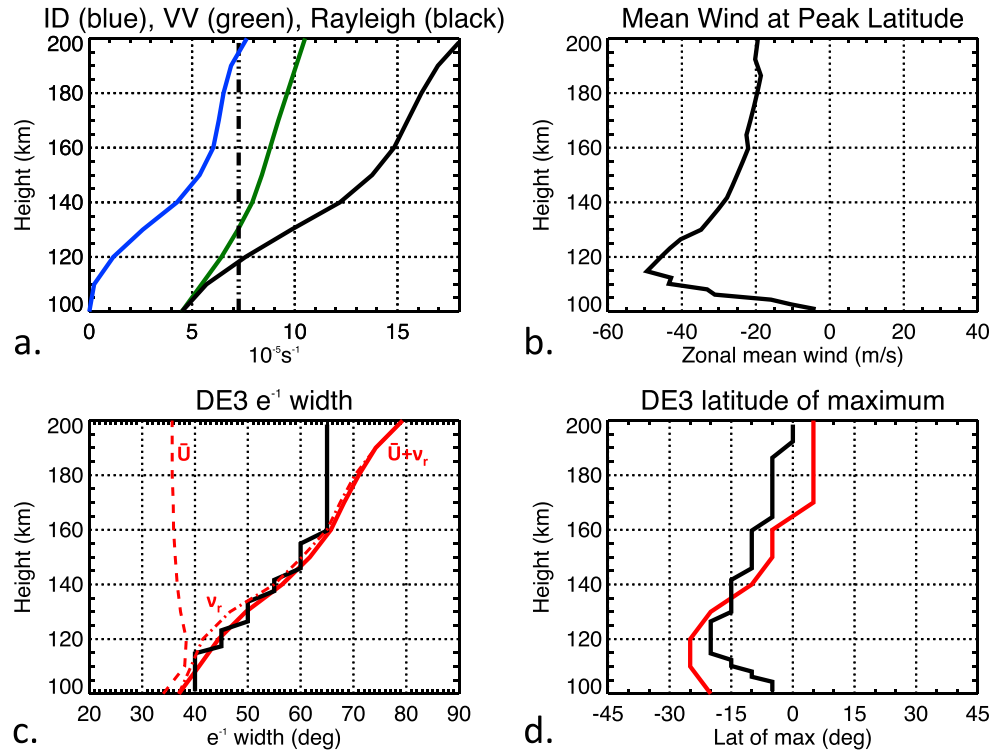 ID (blue), VV (green), Rayleigh (black)
200
180
160
140
120
100
Height (km)
0 5 10 15
10⁻⁵s⁻¹
a.
Mean Wind at Peak Latitude
200
180
160
140
120
100
Height (km)
-60 -40 -20 0 20 40
Zonal mean wind (m/s)
b.
DE3 e⁻¹ width
200
180
160
140
120
100
Height (km)
Ū
Ū+νᵣ
νᵣ
20 30 40 50 60 70 80 90
e⁻¹ width (deg)
c.
DE3 latitude of maximum
200
180
160
140
120
100
Height (km)
-45 -30 -15 0 15 30 45
Lat of max (deg)
d.